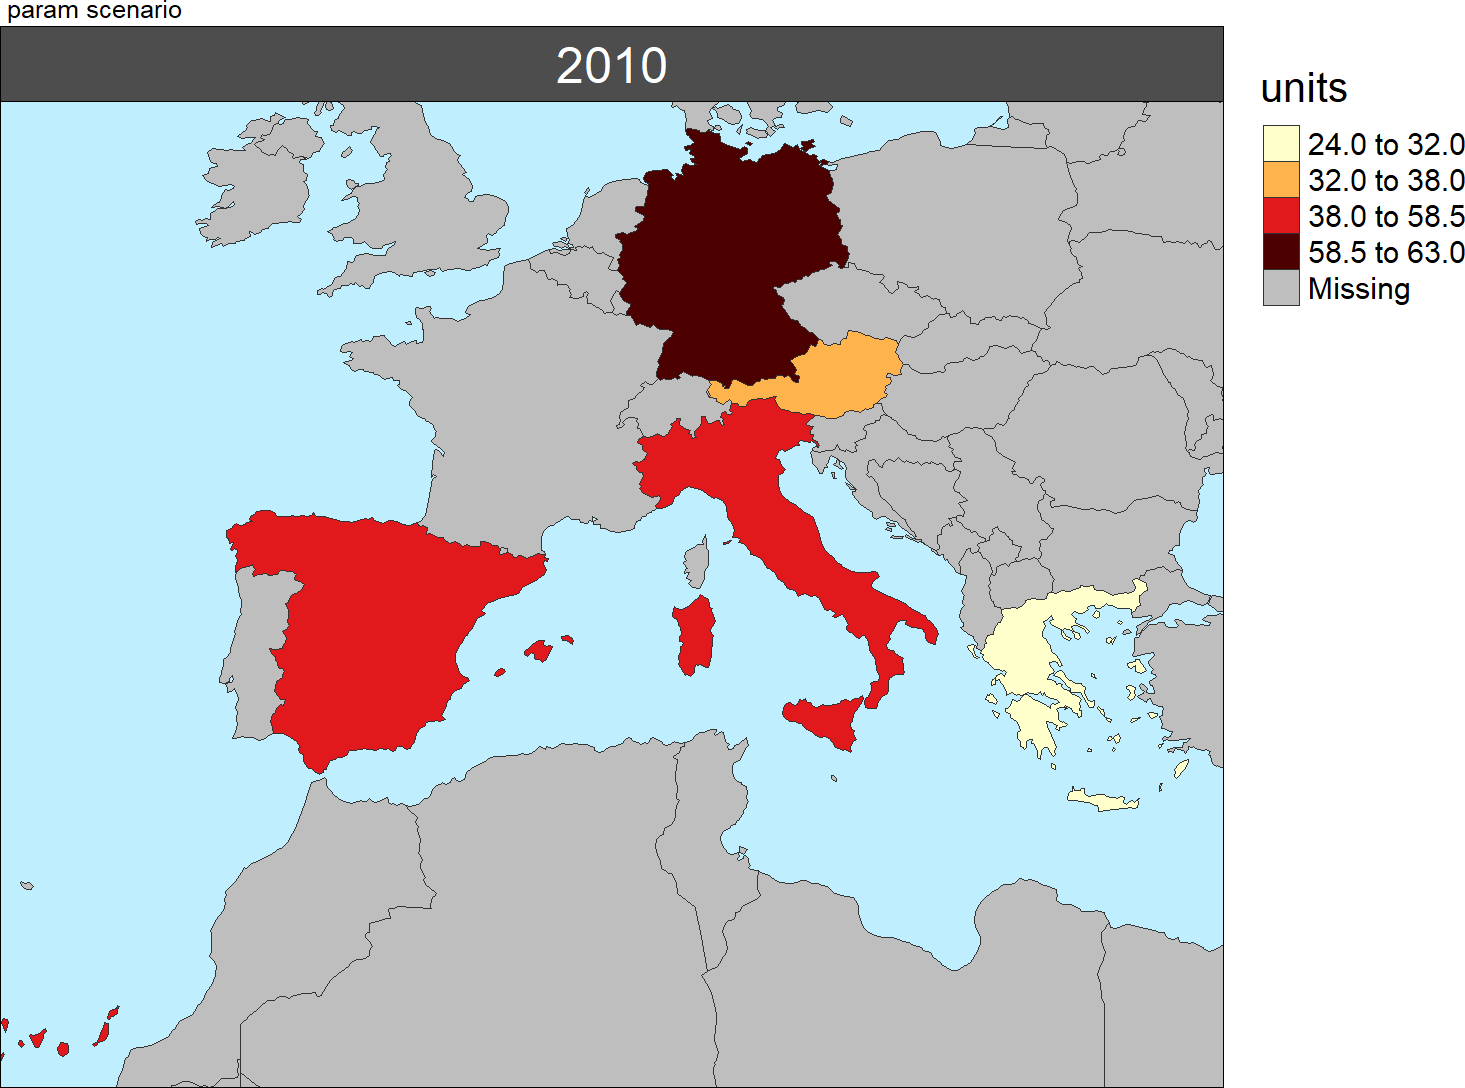 param scenario
2010
units
24.0 to 32.0
32.0 to 38.0
38.0 to 58.5
58.5 to 63.0
Missing